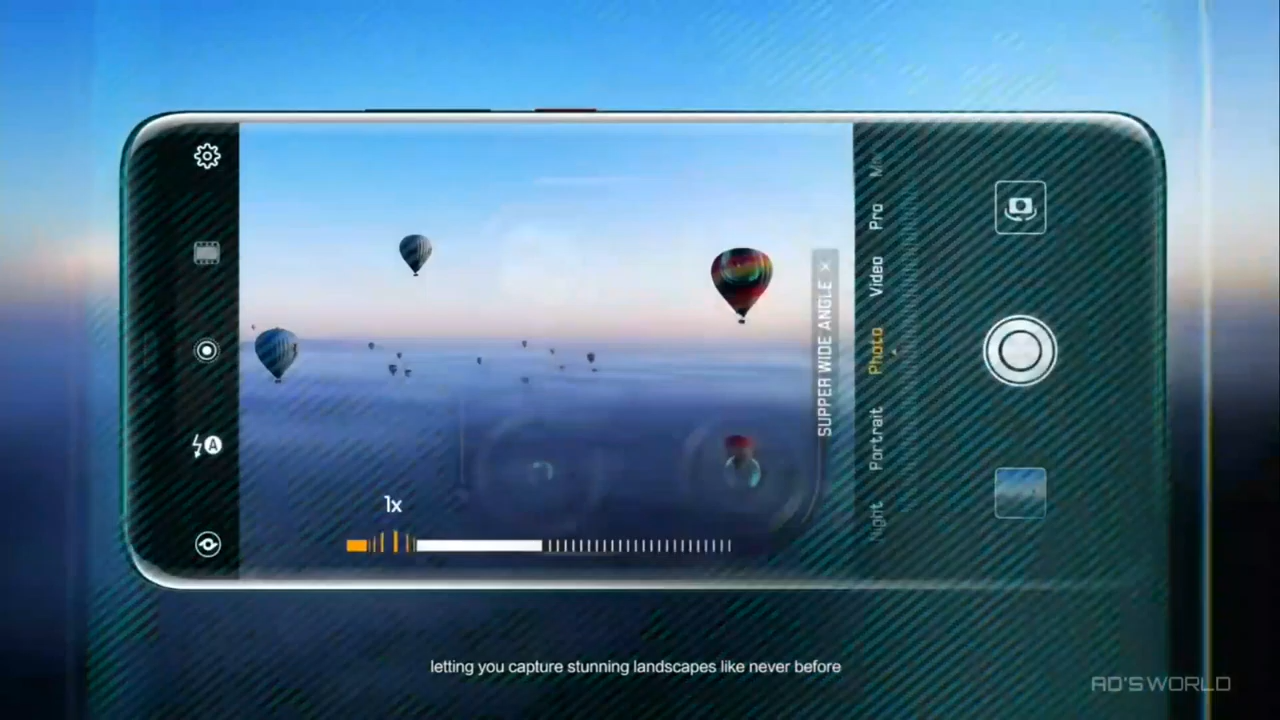 SUPPER WIDE ANGLE X
Pro
Video
Photo
Portrait
Night
A
1x
letting you capture stunning landscapes like never before
AD'S WORLD